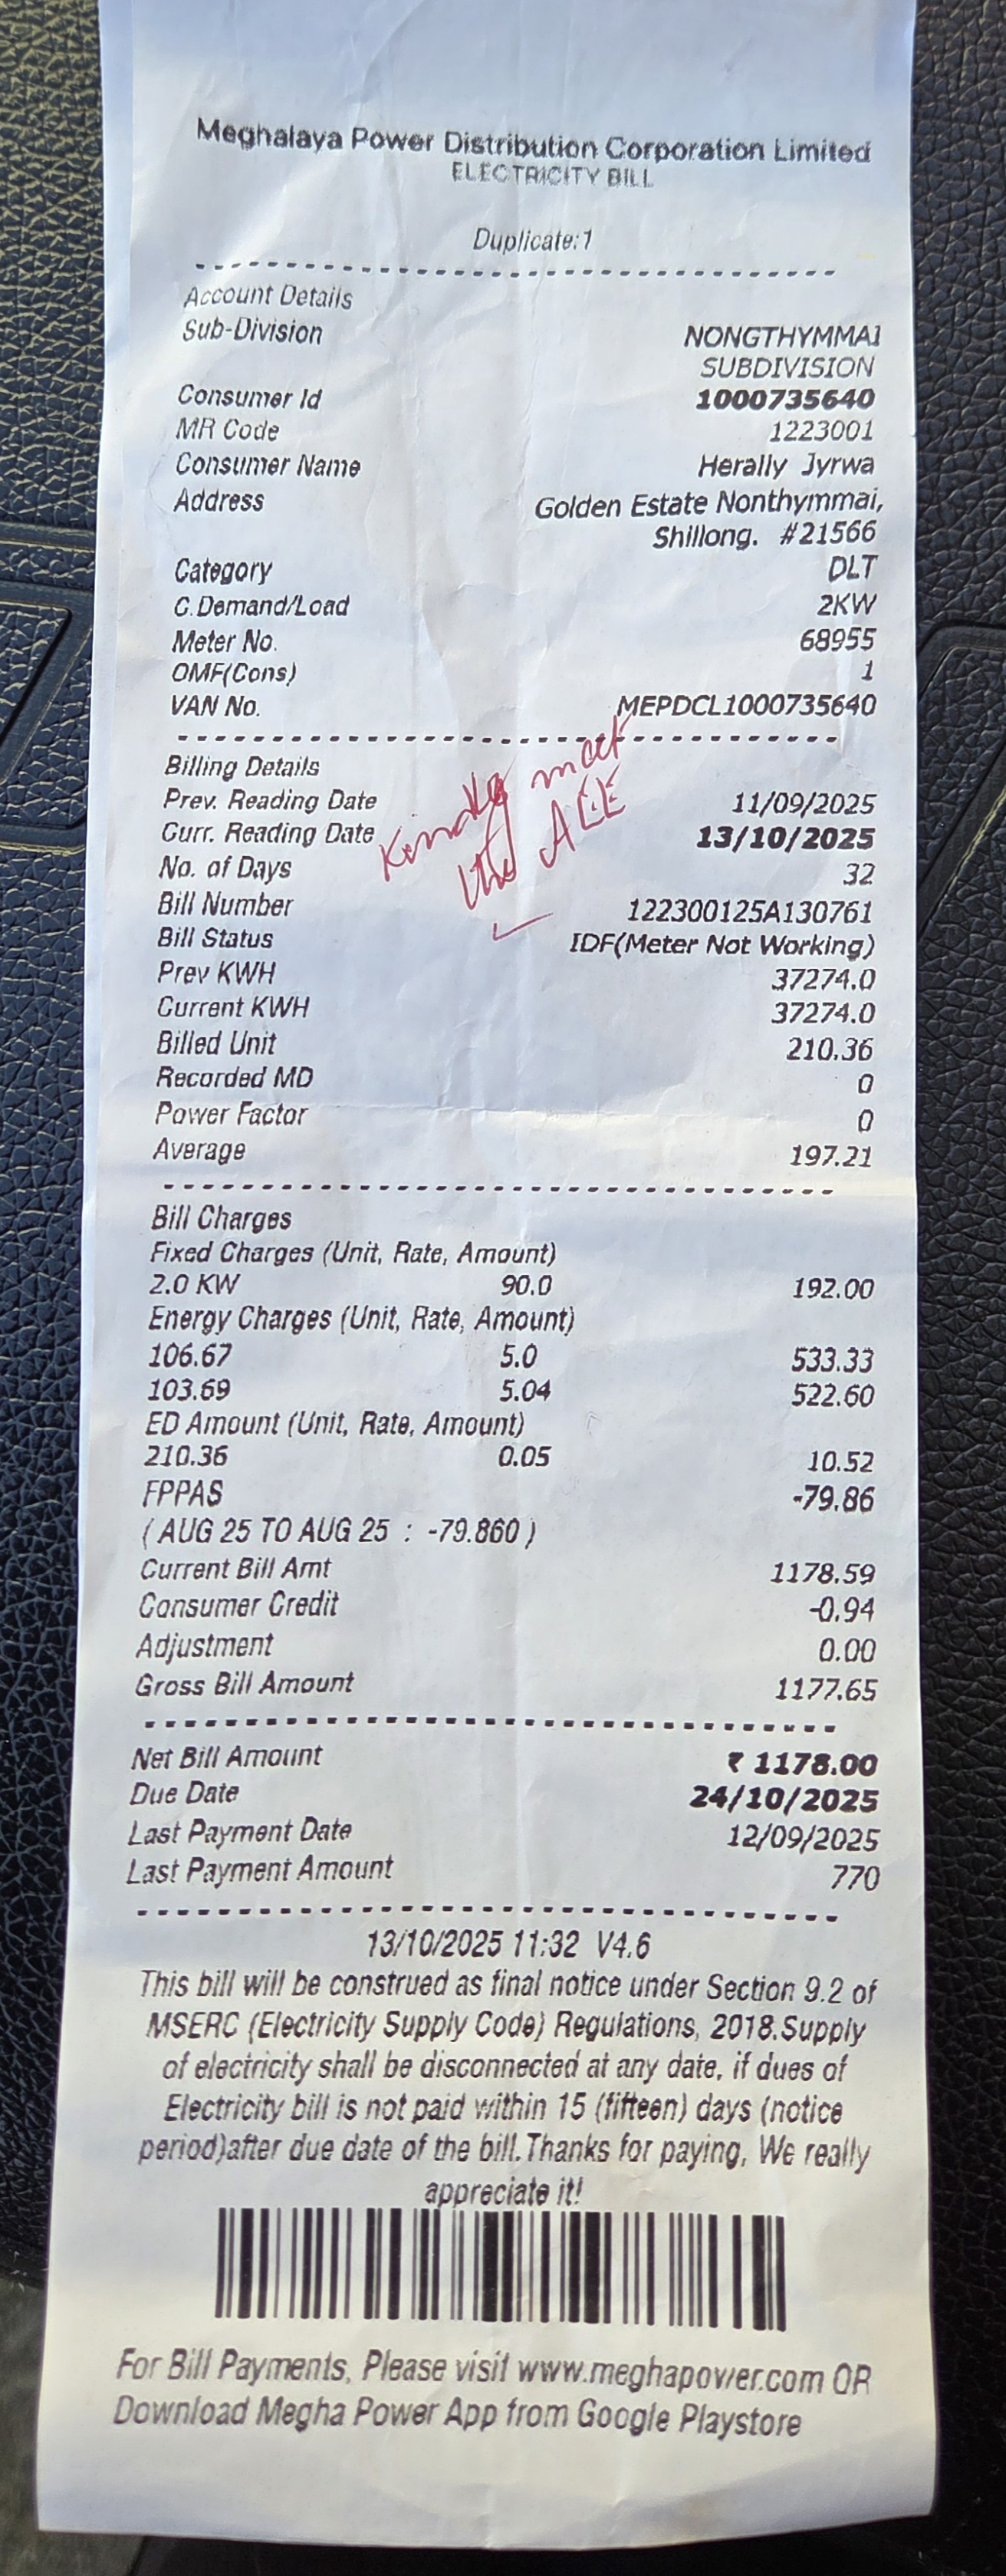 Meghalaya Power Distribution Corporation Limited
ELECTRICITY BILL
Duplicate:1
Account Details
Sub-Division NONGTHYMMAI
SUBDIVISION
Consumer Id 1000735640
MR Code 1223001
Consumer Name Herally Jyrwa
Address Golden Estate Nonthymmai,
Shillong. #21566
Category DLT
C.Demand/Load 2KW
Meter No. 68955
OMF(Cons) 1
VAN No. MEPDCL1000735640
Billing Details
Prev. Reading Date 11/09/2025
Curr. Reading Date 13/10/2025
Kindly meet
the AEE
No. of Days 32
Bill Number 122300125A130761
Bill Status IDF(Meter Not Working)
Prev KWH 37274.0
Current KWH 37274.0
Billed Unit 210.36
Recorded MD 0
Power Factor 0
Average 197.21
Bill Charges
Fixed Charges (Unit, Rate, Amount)
2.0 KW 90.0 192.00
Energy Charges (Unit, Rate, Amount)
106.67 5.0 533.33
103.69 5.04 522.60
ED Amount (Unit, Rate, Amount)
210.36 0.05 10.52
FPPAS -79.86
( AUG 25 TO AUG 25 : -79.860 )
Current Bill Amt 1178.59
Consumer Credit -0.94
Adjustment 0.00
Gross Bill Amount 1177.65
Net Bill Amount ₹ 1178.00
Due Date 24/10/2025
Last Payment Date 12/09/2025
Last Payment Amount 770
13/10/2025 11:32 V4.6
This bill will be construed as final notice under Section 9.2 of
MSERC (Electricity Supply Code) Regulations, 2018.Supply
of electricity shall be disconnected at any date, if dues of
Electricity bill is not paid within 15 (fifteen) days (notice
period)after due date of the bill.Thanks for paying, We really
appreciate it!
For Bill Payments, Please visit www.meghapower.com OR
Download Megha Power App from Google Playstore